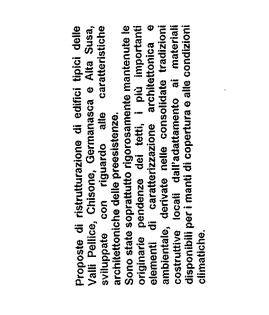 Proposte di ristrutturazione di edifici tipici delle
Valli Pellice, Chisone, Germanasca e Alta Susa,
sviluppate con riguardo alle caratteristiche
architettoniche delle preesistenze.
Sono state soprattutto rigorosamente mantenute le
originarie pendenze dei tetti, i più importanti
elementi di caratterizzazione architettonica e
ambientale, derivate nelle consolidate tradizioni
costruttive locali dall'adattamento ai materiali
disponibili per i manti di copertura e alle condizioni
climatiche.